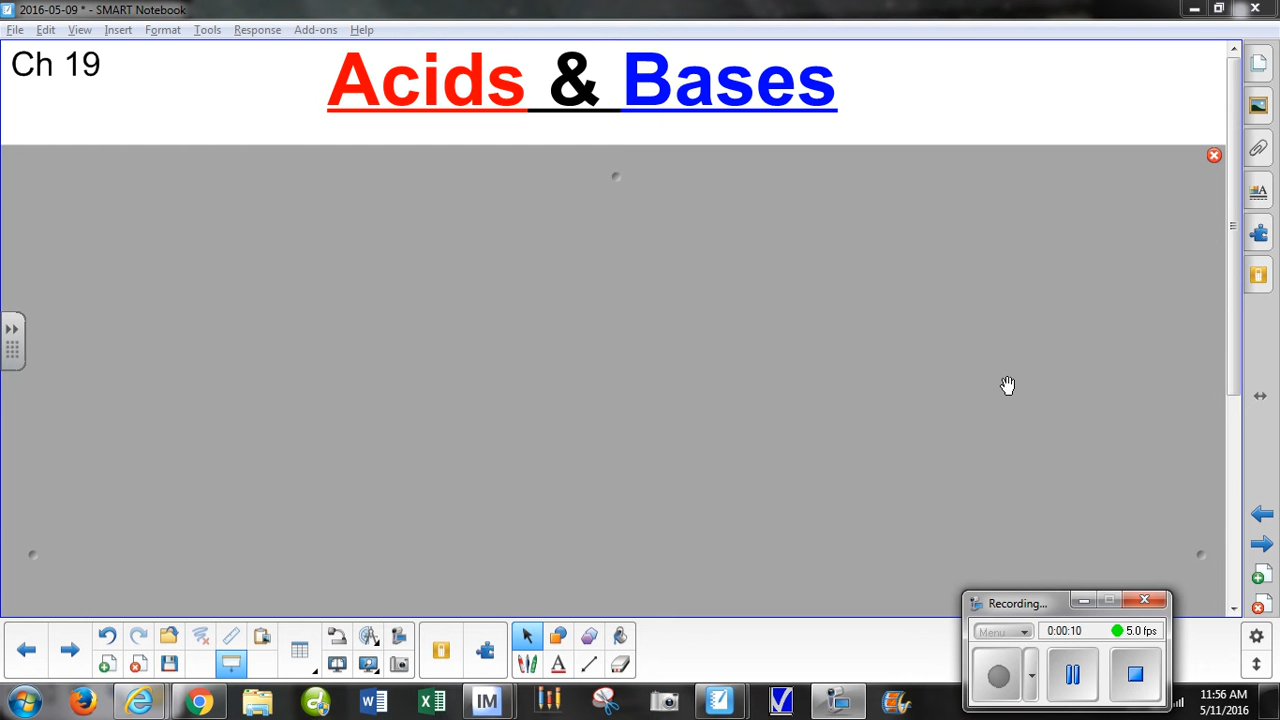 2016-05-09 * - SMART Notebook
File Edit View Insert Format Tools Response Add-ons Help
Ch 19
Acids & Bases
Recording...
Menu 0:00:10 5.0 fps
IM
11:56 AM
5/11/2016